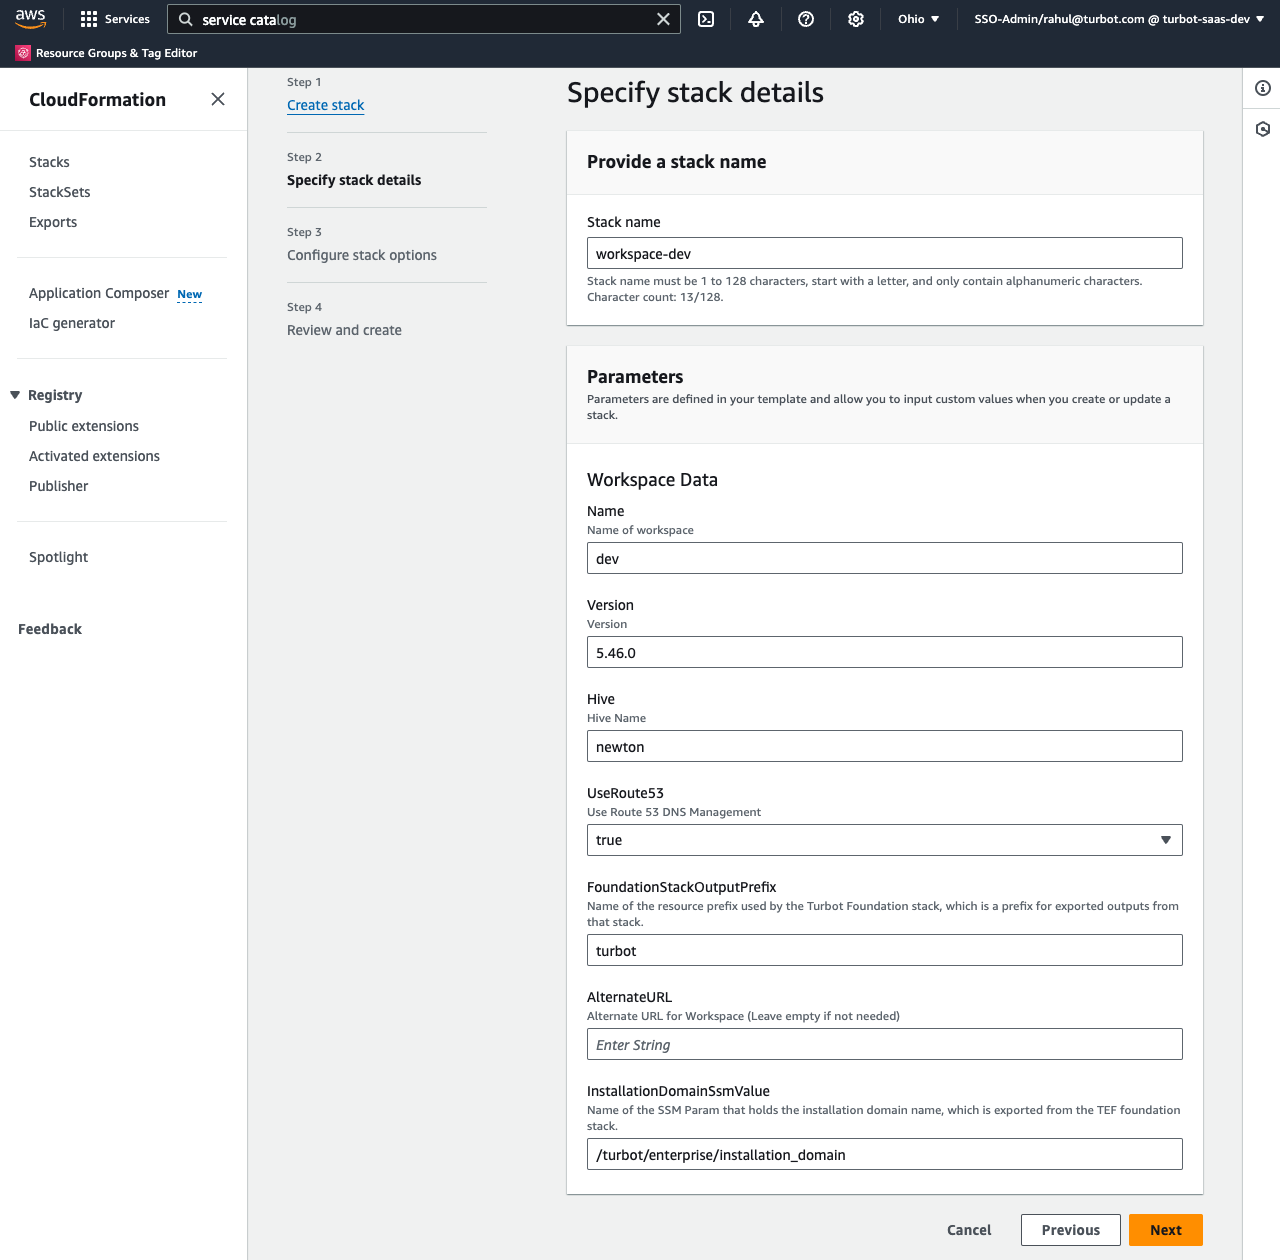 aws
Services
service catalog
Ohio
SSO-Admin/rahul@turbot.com @ turbot-saas-dev
Resource Groups & Tag Editor
CloudFormation
Stacks
StackSets
Exports
Application Composer New
IaC generator
Registry
Public extensions
Activated extensions
Publisher
Spotlight
Feedback
Step 1
Create stack
Step 2
Specify stack details
Step 3
Configure stack options
Step 4
Review and create
Specify stack details
Provide a stack name
Stack name
workspace-dev
Stack name must be 1 to 128 characters, start with a letter, and only contain alphanumeric characters.
Character count: 13/128.
Parameters
Parameters are defined in your template and allow you to input custom values when you create or update a
stack.
Workspace Data
Name
Name of workspace
dev
Version
Version
5.46.0
Hive
Hive Name
newton
UseRoute53
Use Route 53 DNS Management
true
FoundationStackOutputPrefix
Name of the resource prefix used by the Turbot Foundation stack, which is a prefix for exported outputs from
that stack.
turbot
AlternateURL
Alternate URL for Workspace (Leave empty if not needed)
Enter String
InstallationDomainSsmValue
Name of the SSM Param that holds the installation domain name, which is exported from the TEF foundation
stack.
/turbot/enterprise/installation_domain
Cancel
Previous
Next